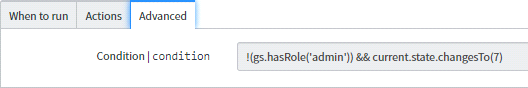 When to run Actions Advanced
Condition | condition !(gs.hasRole('admin')) && current.state.changesTo(7)